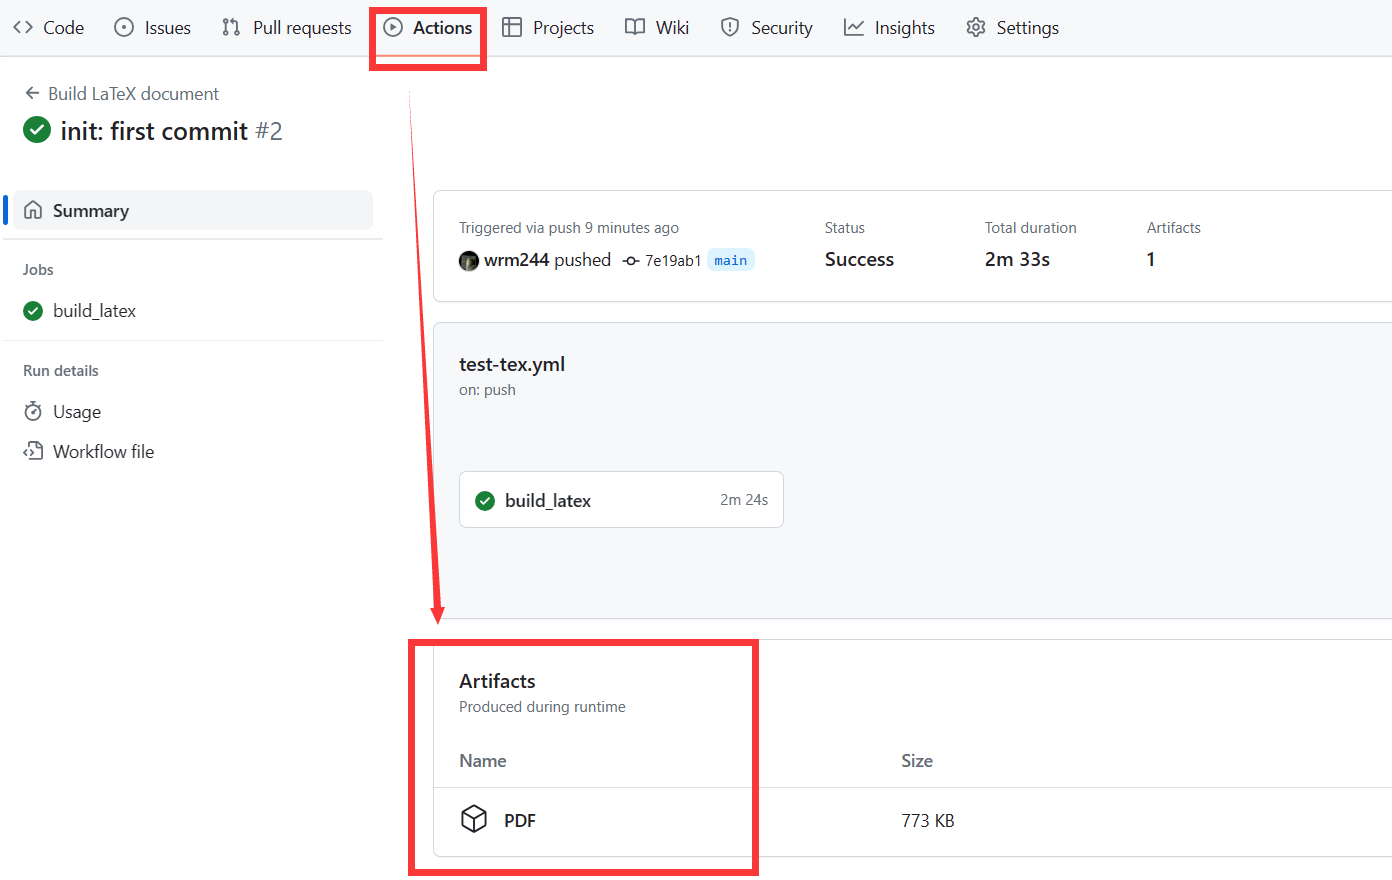 Code Issues Pull requests Actions Projects Wiki Security Insights Settings
Build LaTeX document
init: first commit #2
Summary
Jobs
build_latex
Run details
Usage
Workflow file
Triggered via push 9 minutes ago
wrm244 pushed 7e19ab1 main
Status
Success
Total duration
2m 33s
Artifacts
1
test-tex.yml
on: push
build_latex 2m 24s
Artifacts
Produced during runtime
Name Size
PDF 773 KB